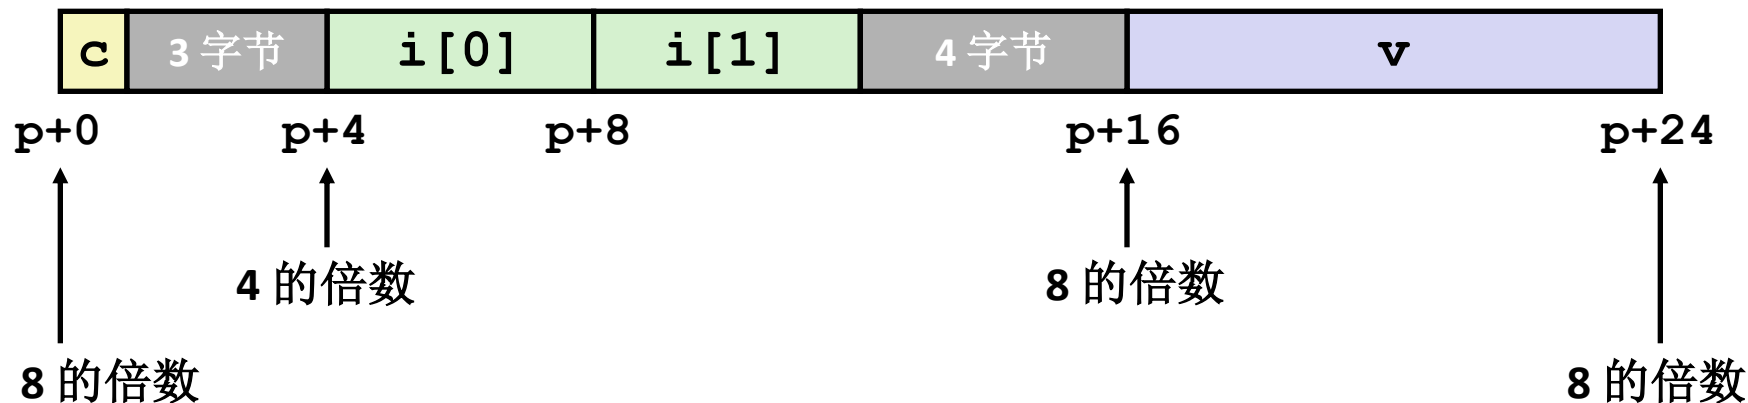 c 3 字节 i[0] i[1] 4 字节 v
p+0 p+4 p+8 p+16 p+24
4 的倍数 8 的倍数
8 的倍数 8 的倍数